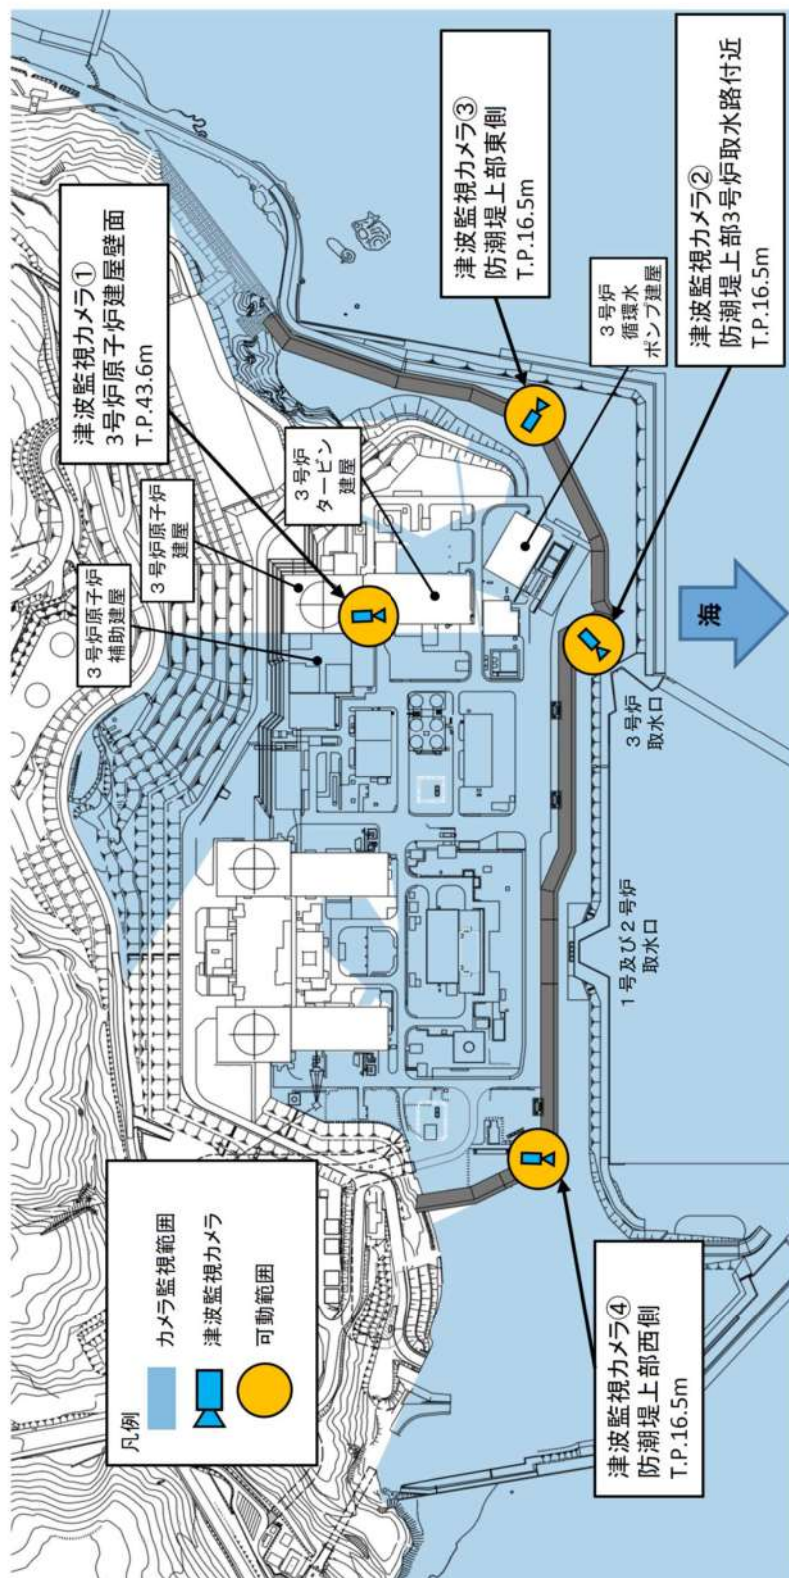 津波監視カメラ①
3号炉原子炉建屋壁面
T.P.43.6m
3号炉原子炉
補助建屋
3号炉原子炉
建屋
3号炉
タービン
建屋
津波監視カメラ③
防潮堤上部東側
T.P.16.5m
3号炉
循環水
ポンプ建屋
津波監視カメラ②
防潮堤上部3号炉取水路付近
T.P.16.5m
海
3号炉
取水口
1号及び2号炉
取水口
凡例
カメラ監視範囲
津波監視カメラ
可動範囲
津波監視カメラ④
防潮堤上部西側
T.P.16.5m